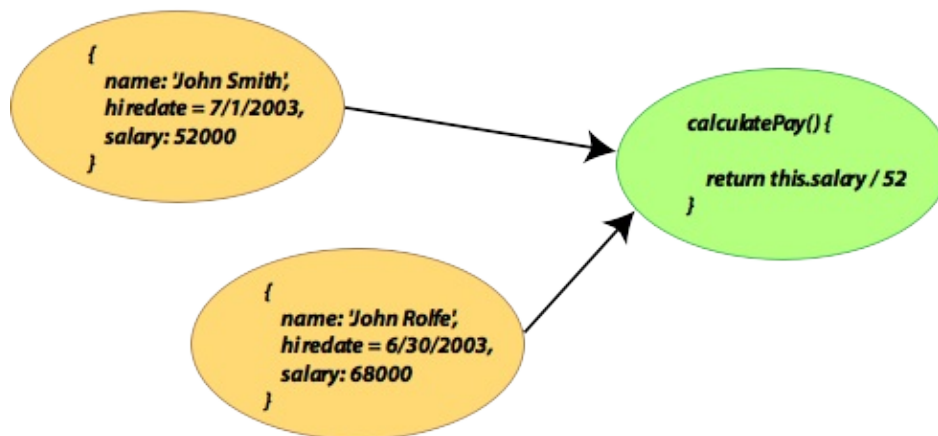 {
name: 'John Smith',
hiredate = 7/1/2003,
salary: 52000
}
calculatePay() {
return this.salary / 52
}
{
name: 'John Rolfe',
hiredate = 6/30/2003,
salary: 68000
}